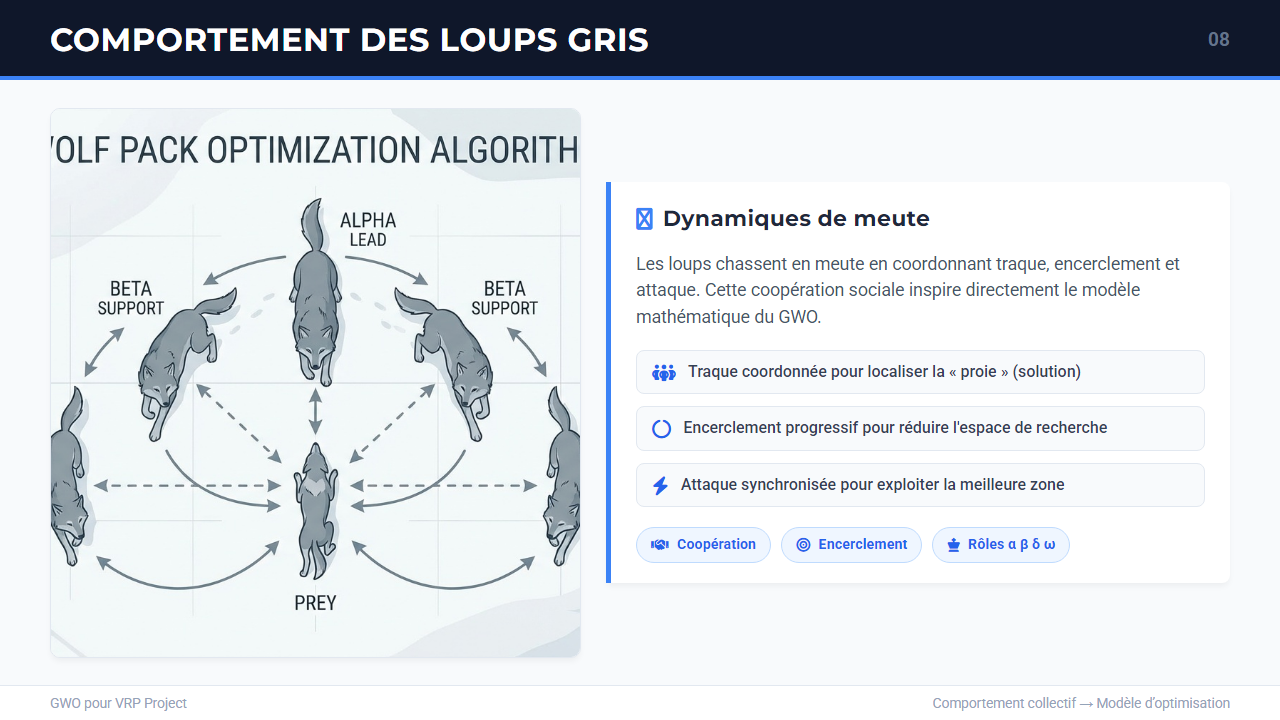 COMPORTEMENT DES LOUPS GRIS
08
OLF PACK OPTIMIZATION ALGORITH
ALPHA
LEAD
BETA
SUPPORT
BETA
SUPPORT
PREY
Dynamiques de meute
Les loups chassent en meute en coordonnant traque, encerclement et
attaque. Cette coopération sociale inspire directement le modèle
mathématique du GWO.
Traque coordonnée pour localiser la « proie » (solution)
Encerclement progressif pour réduire l'espace de recherche
Attaque synchronisée pour exploiter la meilleure zone
Coopération
Encerclement
Rôles α β δ ω
GWO pour VRP Project
Comportement collectif → Modèle d'optimisation